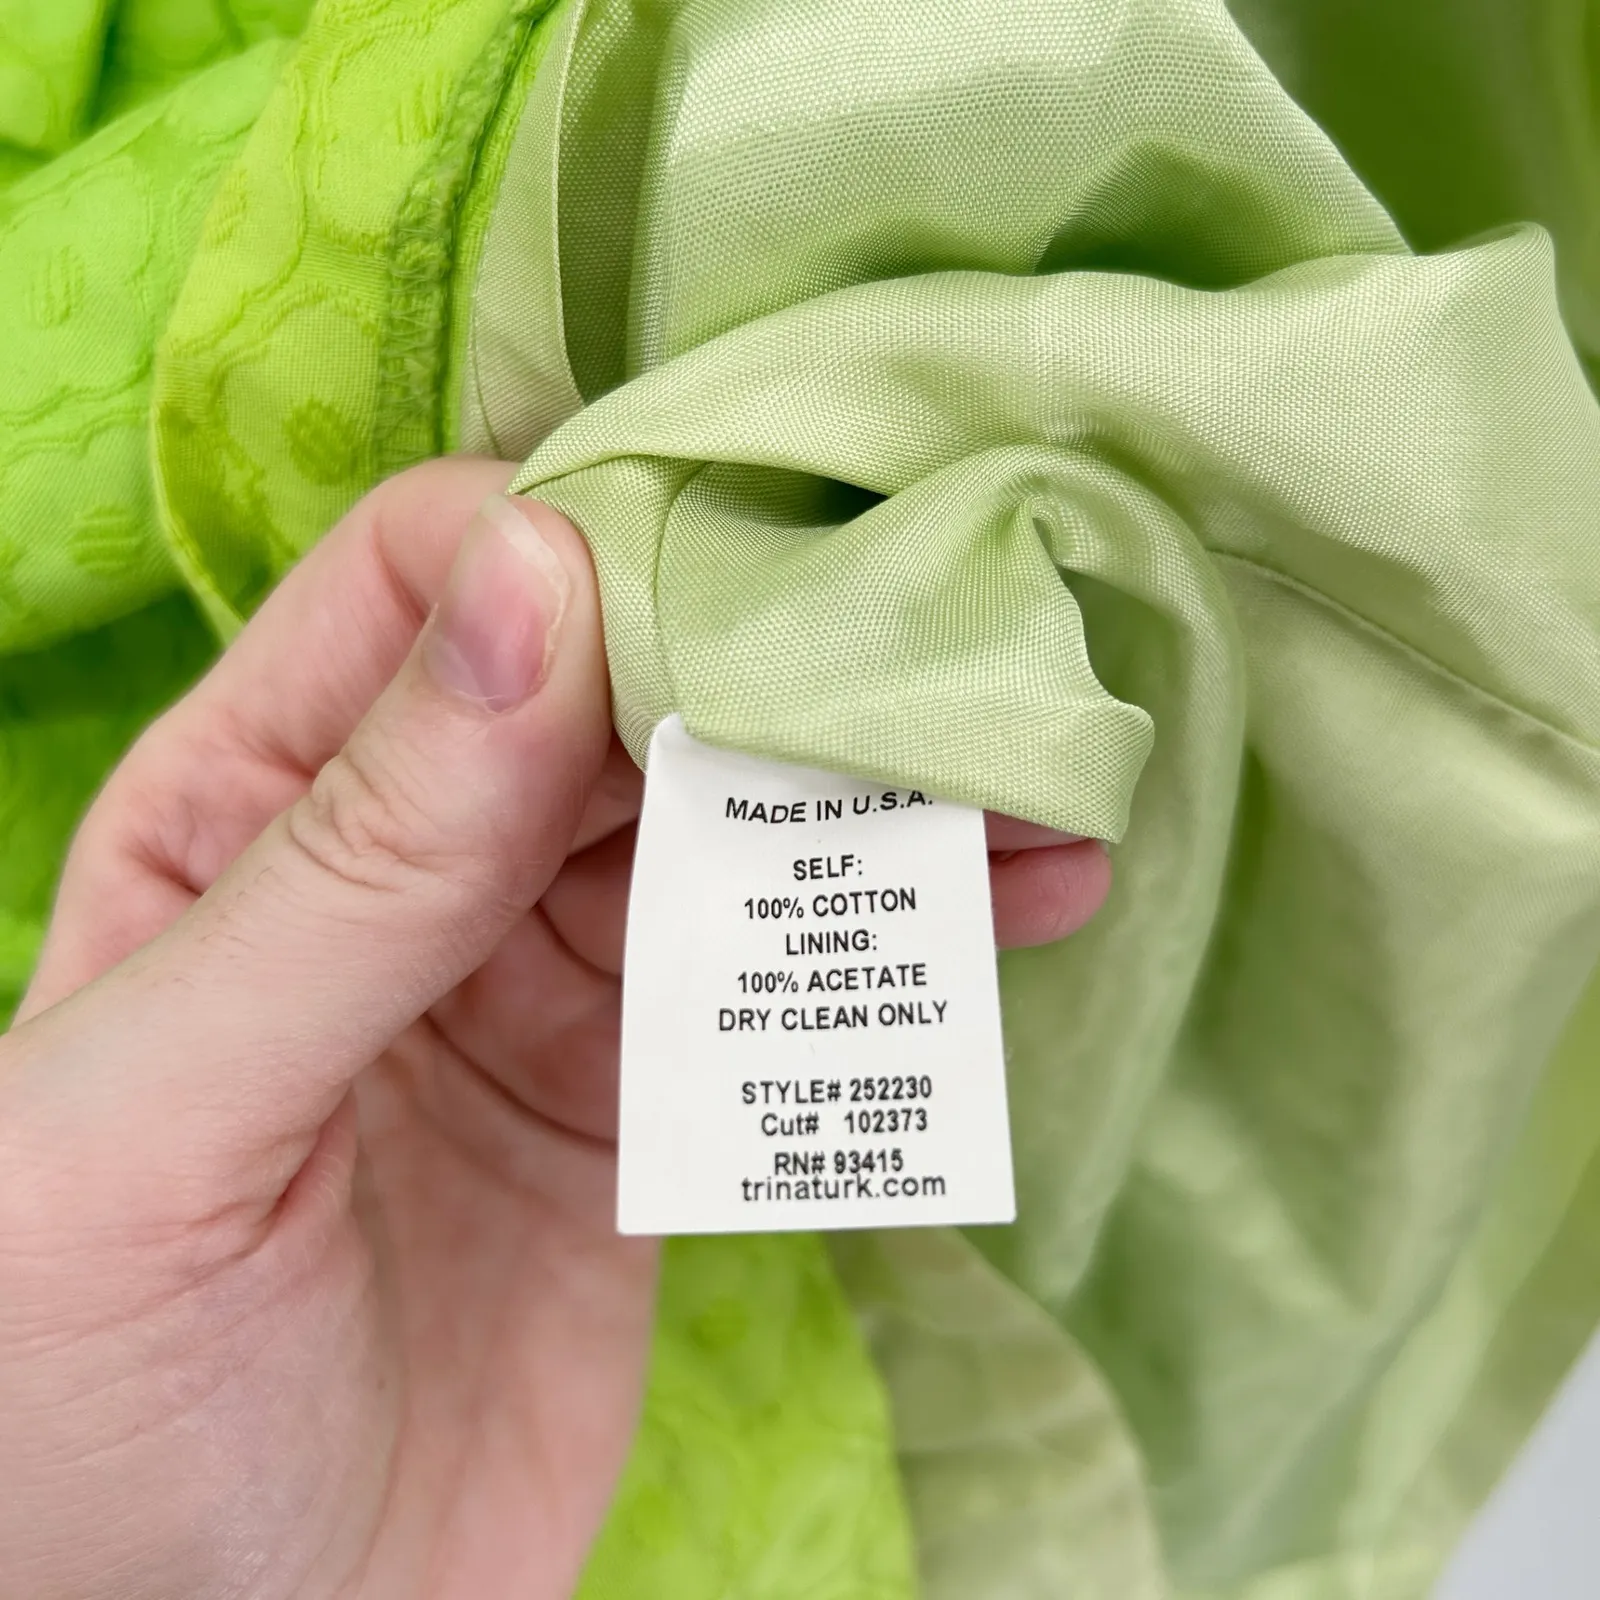 MADE IN U.S.A.
SELF:
100% COTTON
LINING:
100% ACETATE
DRY CLEAN ONLY
STYLE# 252230
Cut# 102373
RN# 93415
trinaturk.com